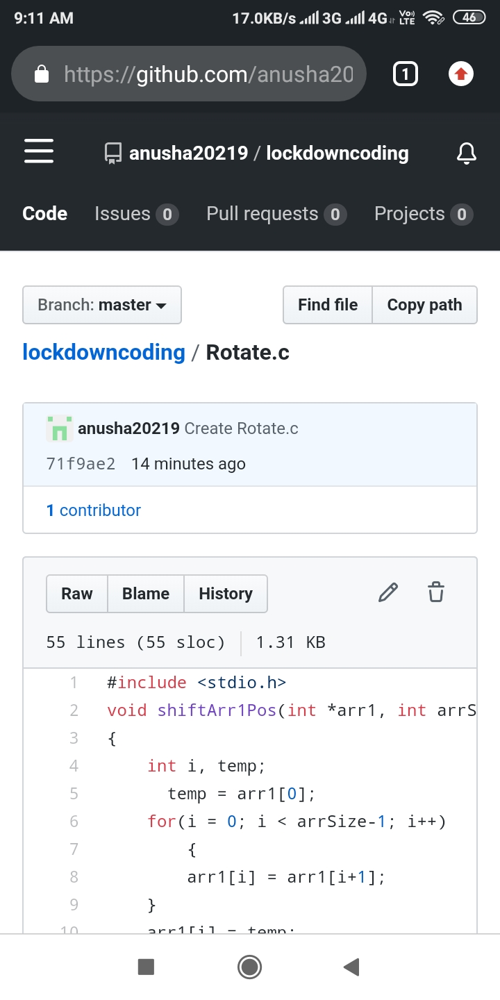 9:11 AM 17.0KB/s 3G 4G Vo) LTE 46
https://github.com/anusha20 1
anusha20219 / lockdowncoding
Code Issues 0 Pull requests 0 Projects 0
Branch: master Find file Copy path
lockdowncoding / Rotate.c
anusha20219 Create Rotate.c
71f9ae2 14 minutes ago
1 contributor
Raw Blame History
55 lines (55 sloc) 1.31 KB
1 #include <stdio.h>
2 void shiftArr1Pos(int *arr1, int arrS
3 {
4 int i, temp;
5 temp = arr1[0];
6 for(i = 0; i < arrSize-1; i++)
7 {
8 arr1[i] = arr1[i+1];
9 }
10 arr1[i] = temp;